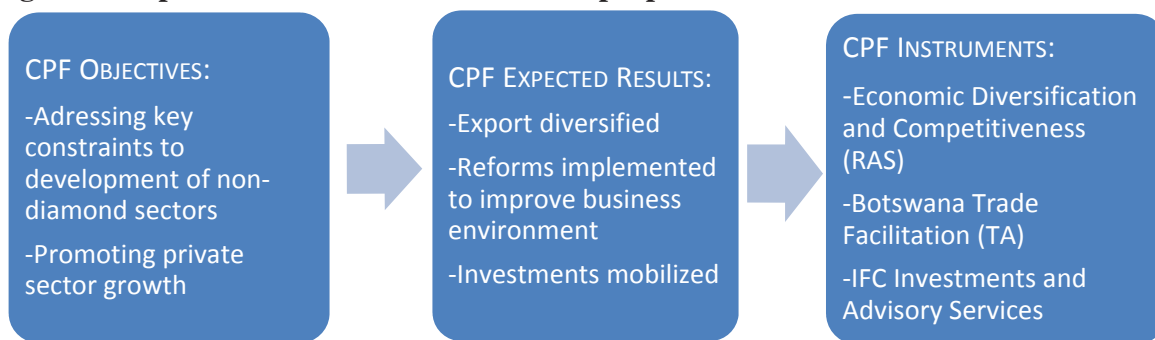 CPF OBJECTIVES:
-Adressing key
constraints to
development of non-
diamond sectors
-Promoting private
sector growth
CPF EXPECTED RESULTS:
-Export diversified
-Reforms implemented
to improve business
environment
-Investments mobilized
CPF INSTRUMENTS:
-Economic Diversification
and Competitiveness
(RAS)
-Botswana Trade
Facilitation (TA)
-IFC Investments and
Advisory Services